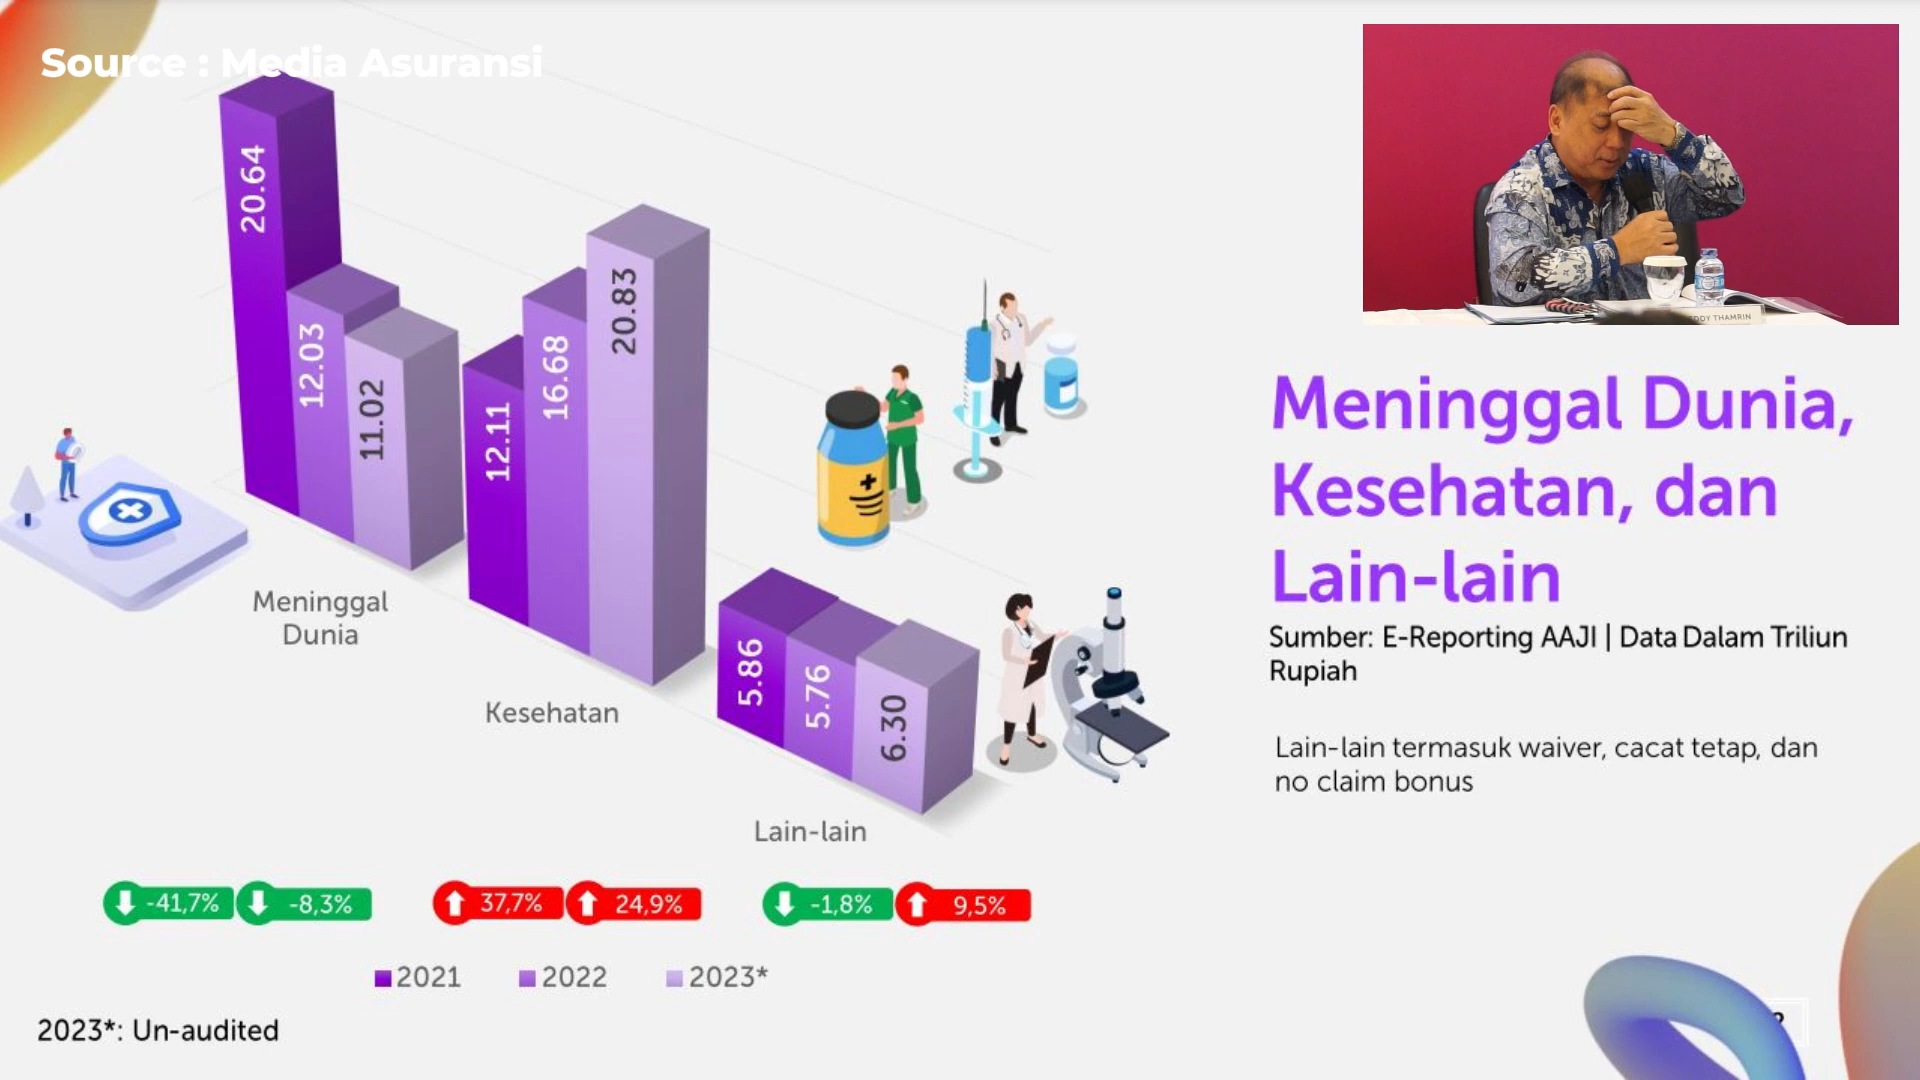 Source : Media Asuransi
20.64
12.03
11.02
Meninggal
Dunia
12.11
16.68
20.83
Kesehatan
5.86
5.76
6.30
Lain-lain
-41,7%
-8,3%
37,7%
24,9%
-1,8%
9,5%
2021
2022
2023*
2023*: Un-audited
DDY THAMRIN
Meninggal Dunia,
Kesehatan, dan
Lain-lain
Sumber: E-Reporting AAJI | Data Dalam Triliun
Rupiah
Lain-lain termasuk waiver, cacat tetap, dan
no claim bonus